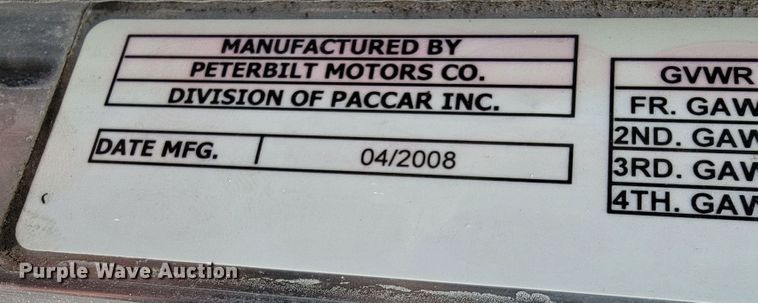 MANUFACTURED BY
PETERBILT MOTORS CO.
DIVISION OF PACCAR INC.
DATE MFG. 04/2008
GVWR
FR. GAW
2ND. GAW
3RD. GAW
4TH. GAW
Purple Wave Auction